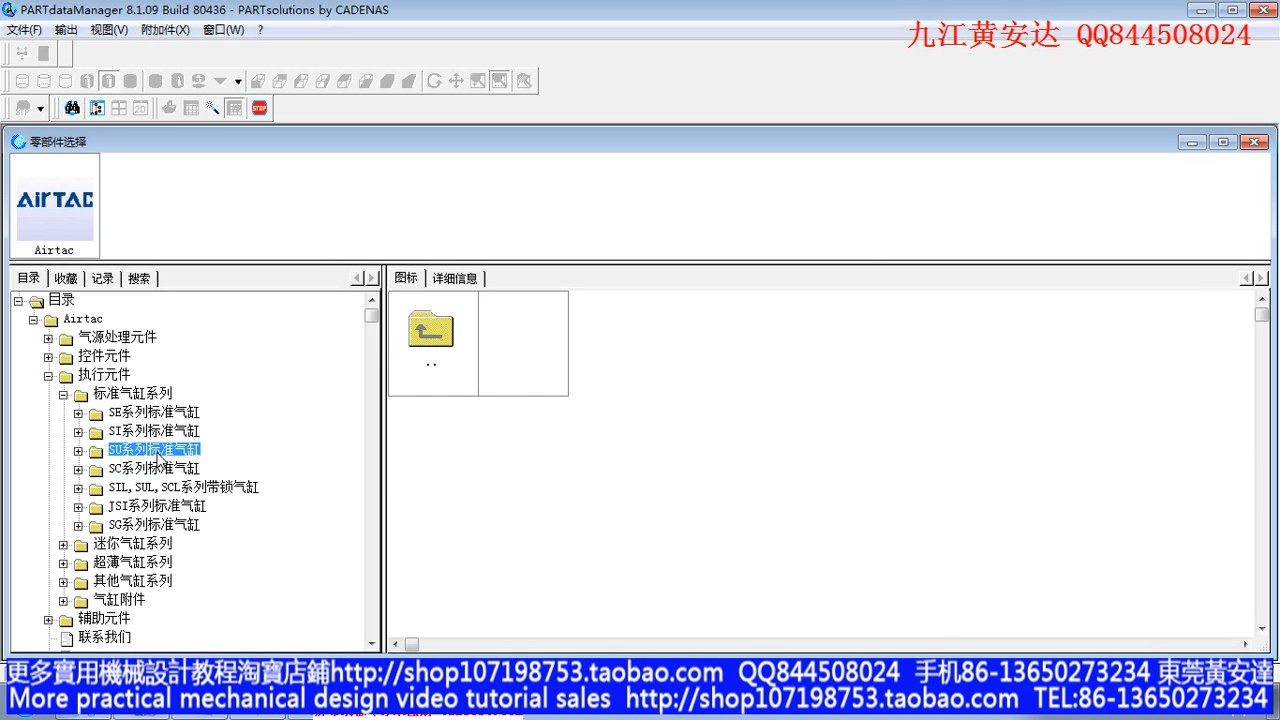 PARTdataManager 8.1.09 Build 80436 - PARTsolutions by CADENAS
文件(F) 输出 视图(V) 附加件(X) 窗口(W) ?
九江黄安达 QQ844508024
STOP
零部件选择
AirTAC
Airtac
目录 收藏 记录 搜索
图标 详细信息
目录
Airtac
气源处理元件
控件元件
执行元件
标准气缸系列
SE系列标准气缸
SI系列标准气缸
SU系列标准气缸
SC系列标准气缸
SIL,SUL,SCL系列带锁气缸
JSI系列标准气缸
SG系列标准气缸
迷你气缸系列
超薄气缸系列
其他气缸系列
气缸附件
辅助元件
联系我们
..
更多實用機械設計教程淘寶店鋪http://shop107198753.taobao.com QQ844508024 手机86-13650273234 東莞黃安達
More practical mechanical design video tutorial sales http://shop107198753.taobao.com TEL:86-13650273234